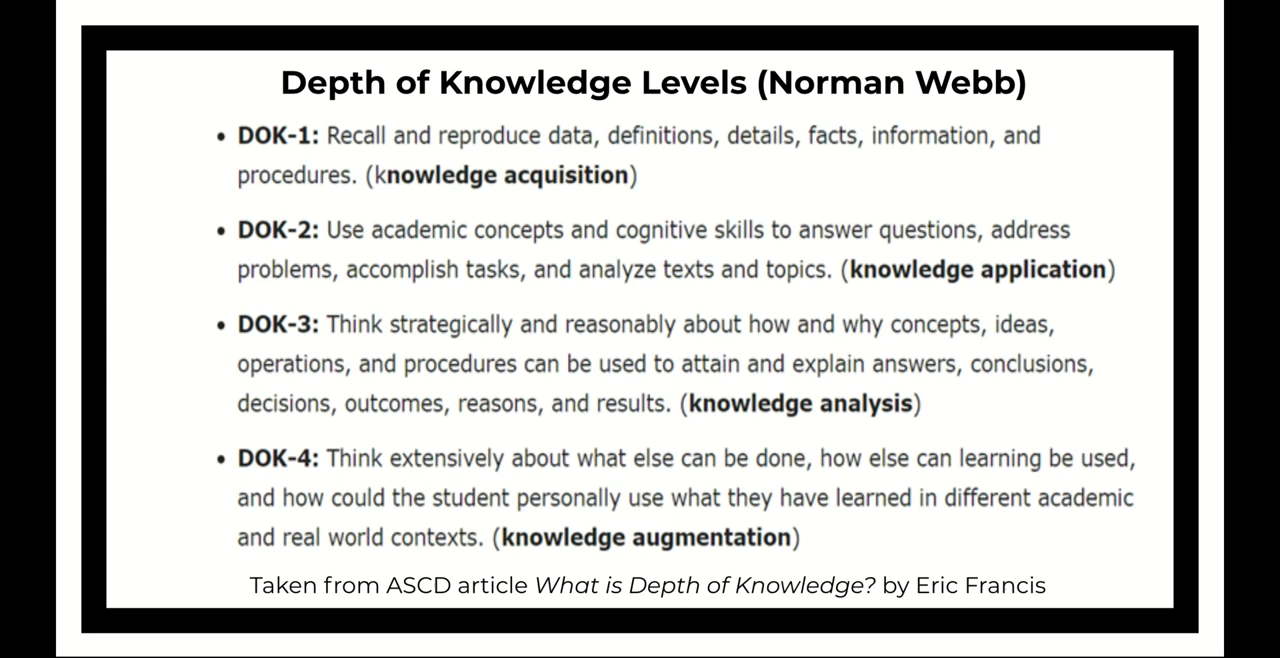 Depth of Knowledge Levels (Norman Webb)
• DOK-1: Recall and reproduce data, definitions, details, facts, information, and
procedures. (knowledge acquisition)
• DOK-2: Use academic concepts and cognitive skills to answer questions, address
problems, accomplish tasks, and analyze texts and topics. (knowledge application)
• DOK-3: Think strategically and reasonably about how and why concepts, ideas,
operations, and procedures can be used to attain and explain answers, conclusions,
decisions, outcomes, reasons, and results. (knowledge analysis)
• DOK-4: Think extensively about what else can be done, how else can learning be used,
and how could the student personally use what they have learned in different academic
and real world contexts. (knowledge augmentation)
Taken from ASCD article What is Depth of Knowledge? by Eric Francis